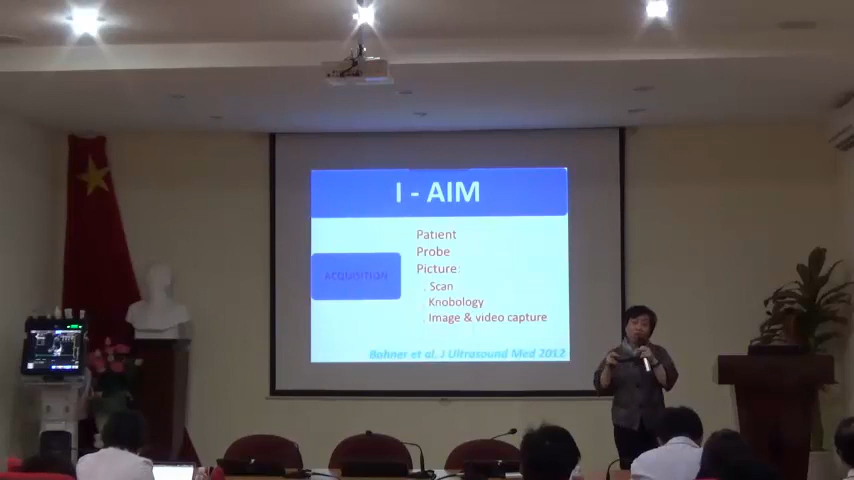 I - AIM
Patient
Probe
Picture:
ACQUISITION
. Scan
Knobology
. Image & video capture
Bahner et al. J Ultrasound Med 2012